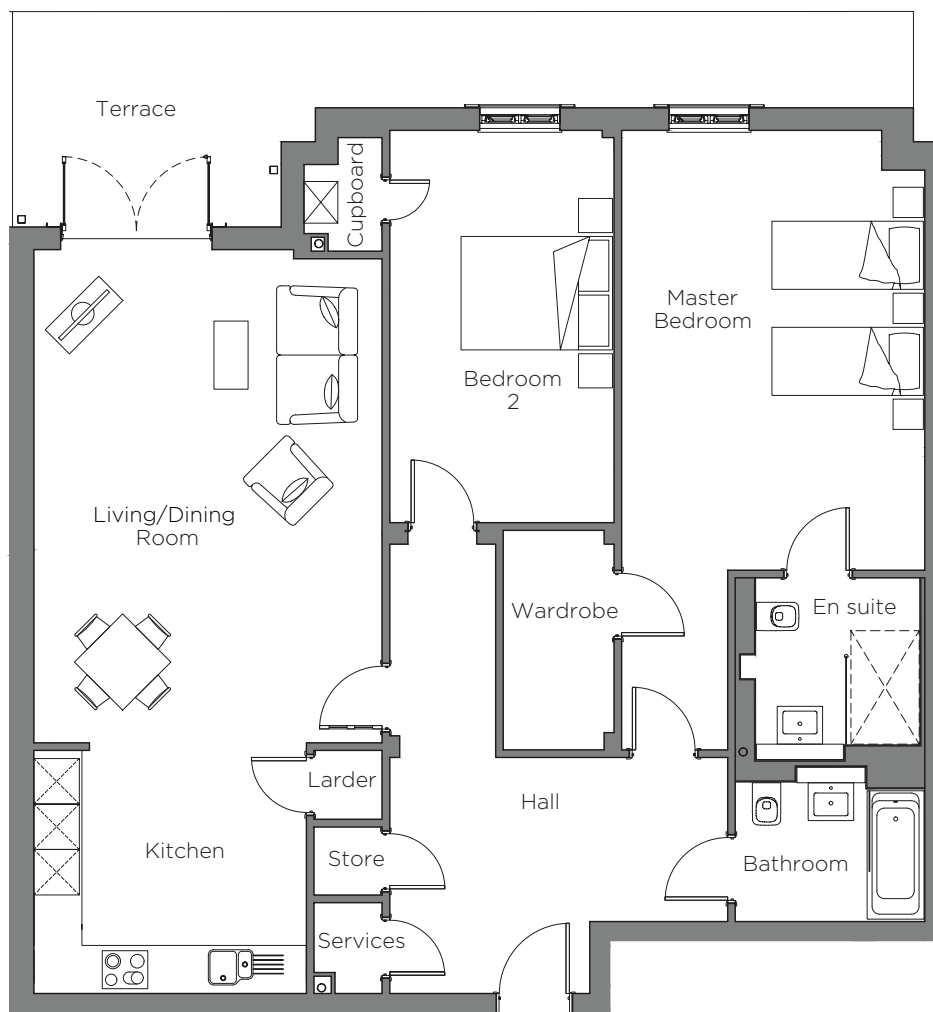 Terrace
Cupboard
Master
Bedroom
Bedroom
2
Living/Dining
Room
Wardrobe
En suite
Larder
Hall
Kitchen
Store
Bathroom
Services